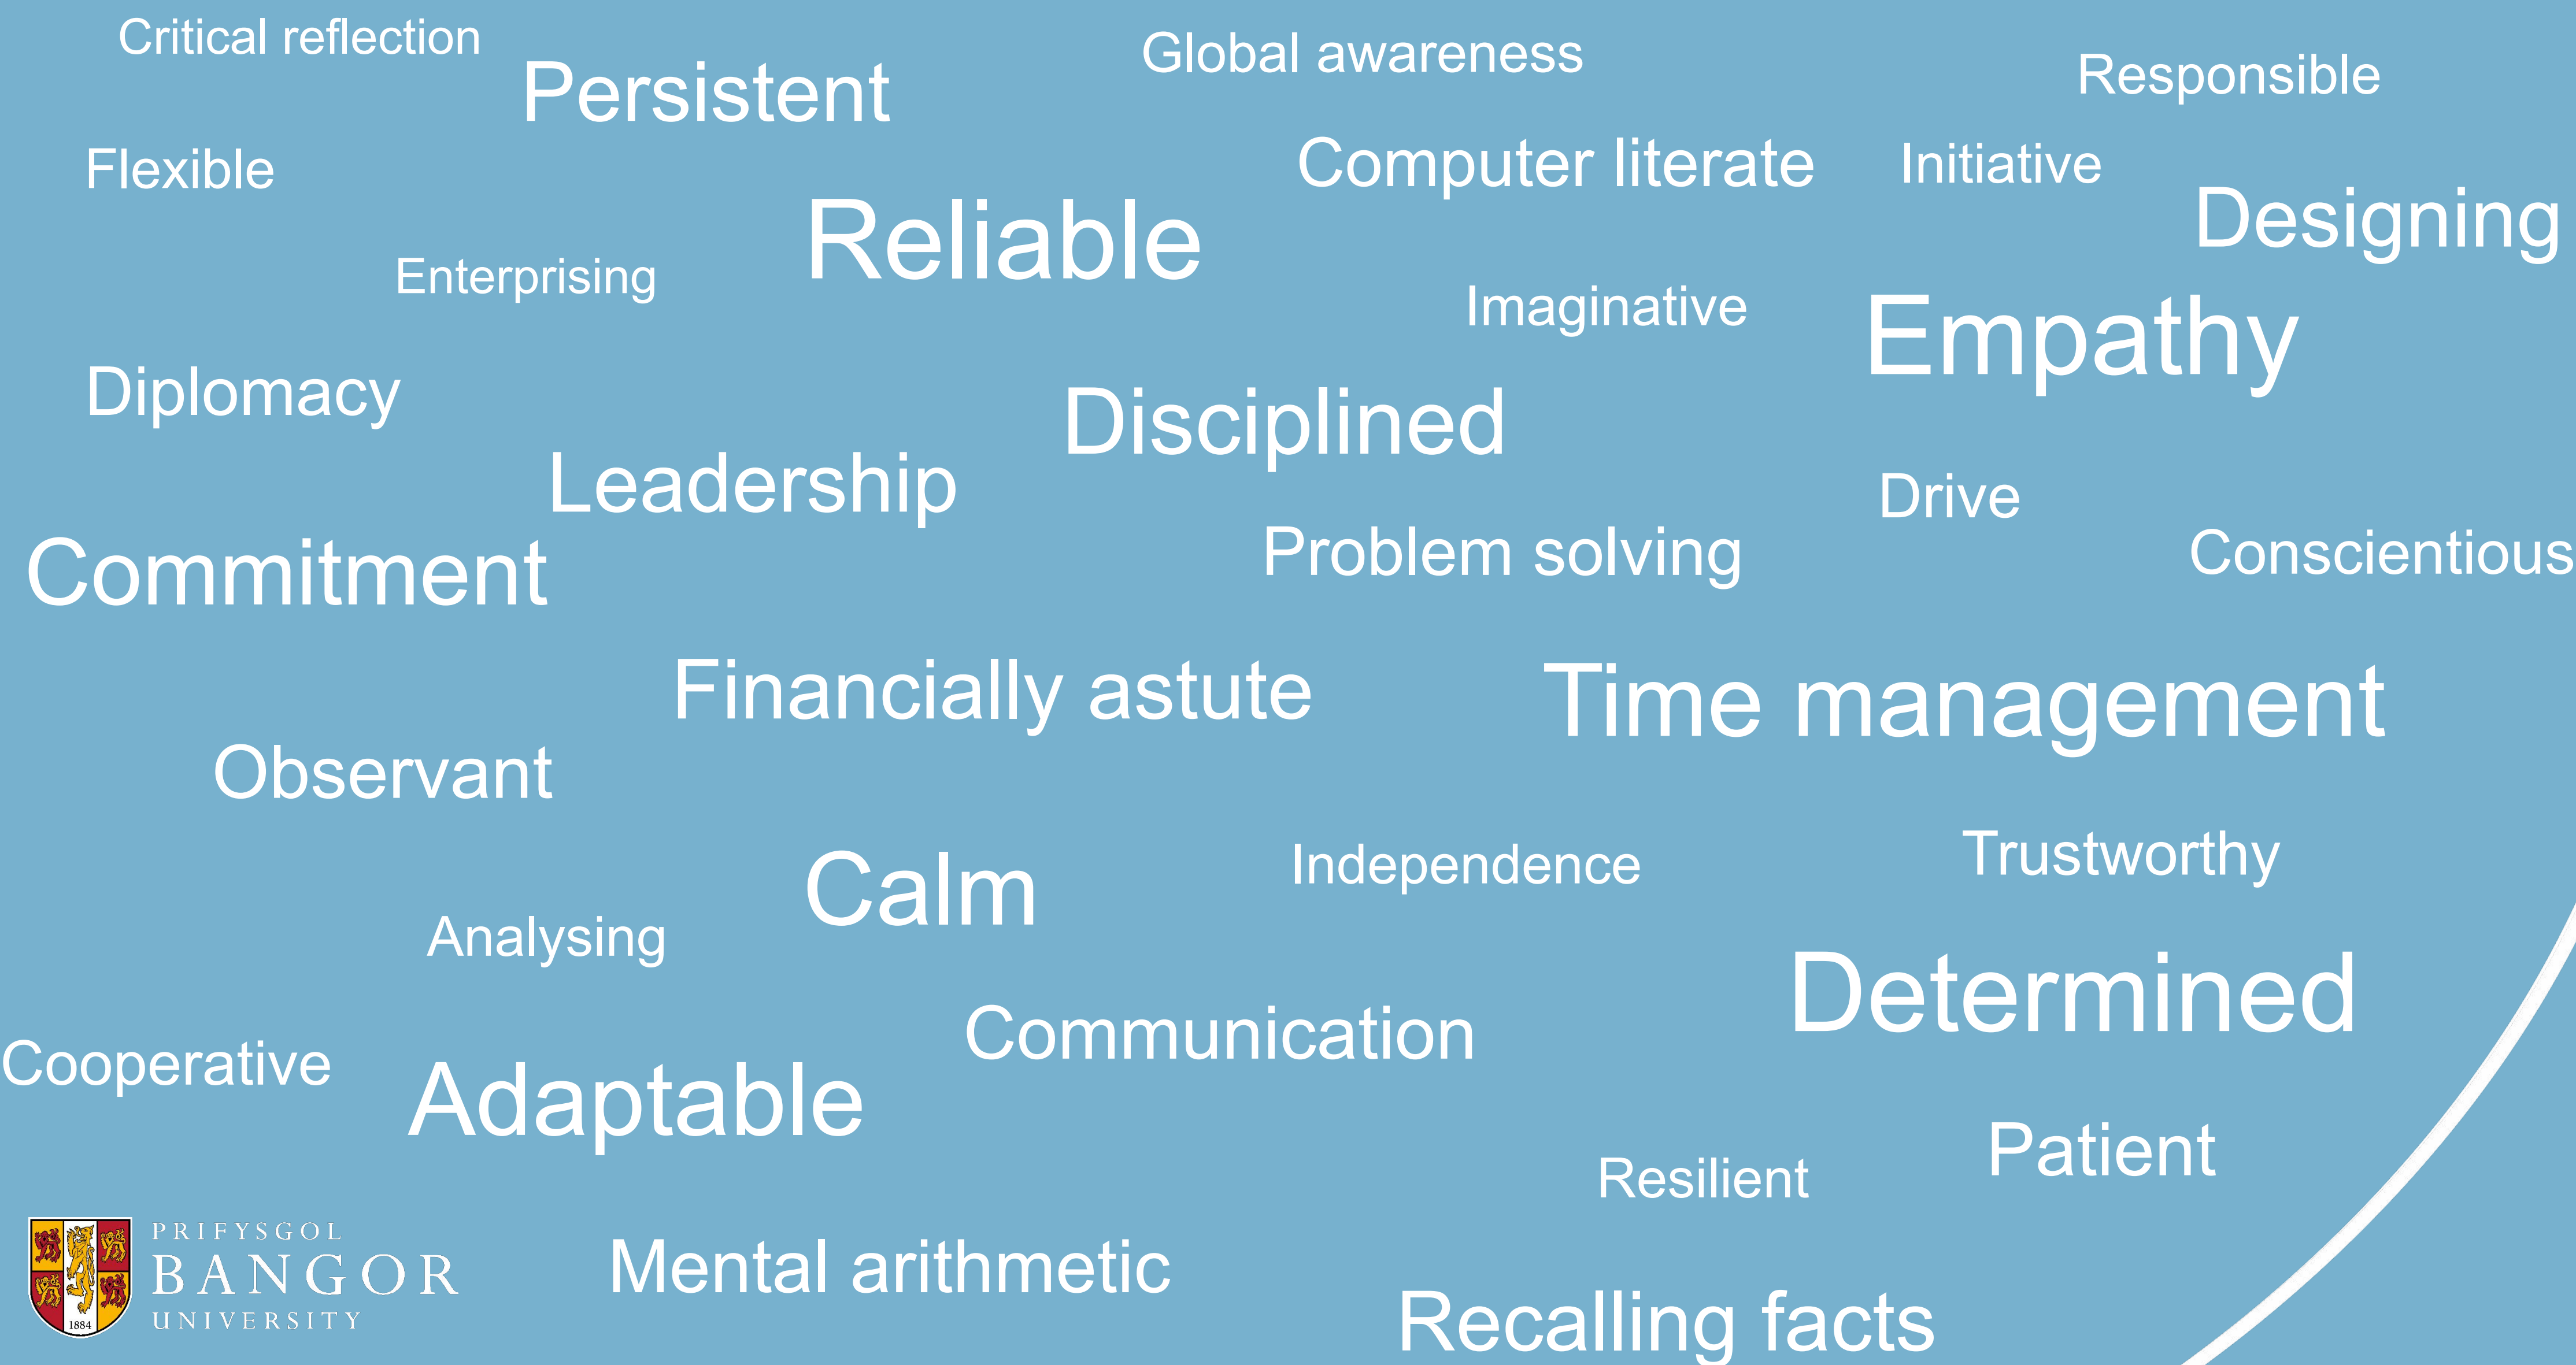 Critical reflection
Persistent
Global awareness
Responsible
Flexible
Computer literate
Initiative
Reliable
Designing
Enterprising
Imaginative
Empathy
Diplomacy
Disciplined
Leadership
Drive
Commitment
Problem solving
Conscientious
Financially astute
Time management
Observant
Calm
Independence
Trustworthy
Analysing
Determined
Communication
Cooperative
Adaptable
Patient
Resilient
PRIFYSGOL
BANGOR
UNIVERSITY
1884
Mental arithmetic
Recalling facts